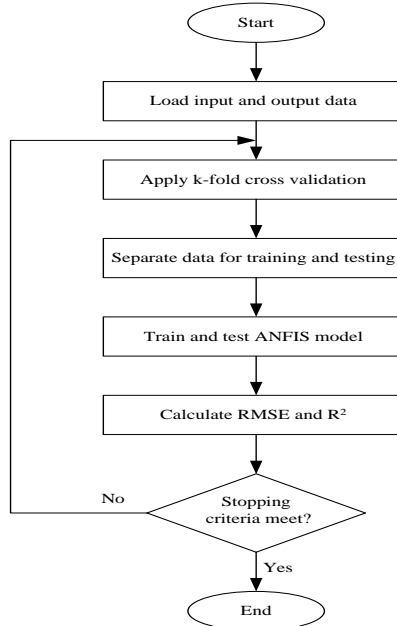 Start
Load input and output data
Apply k-fold cross validation
Separate data for training and testing
Train and test ANFIS model
Calculate RMSE and R²
Stopping
criteria meet?
No
Yes
End